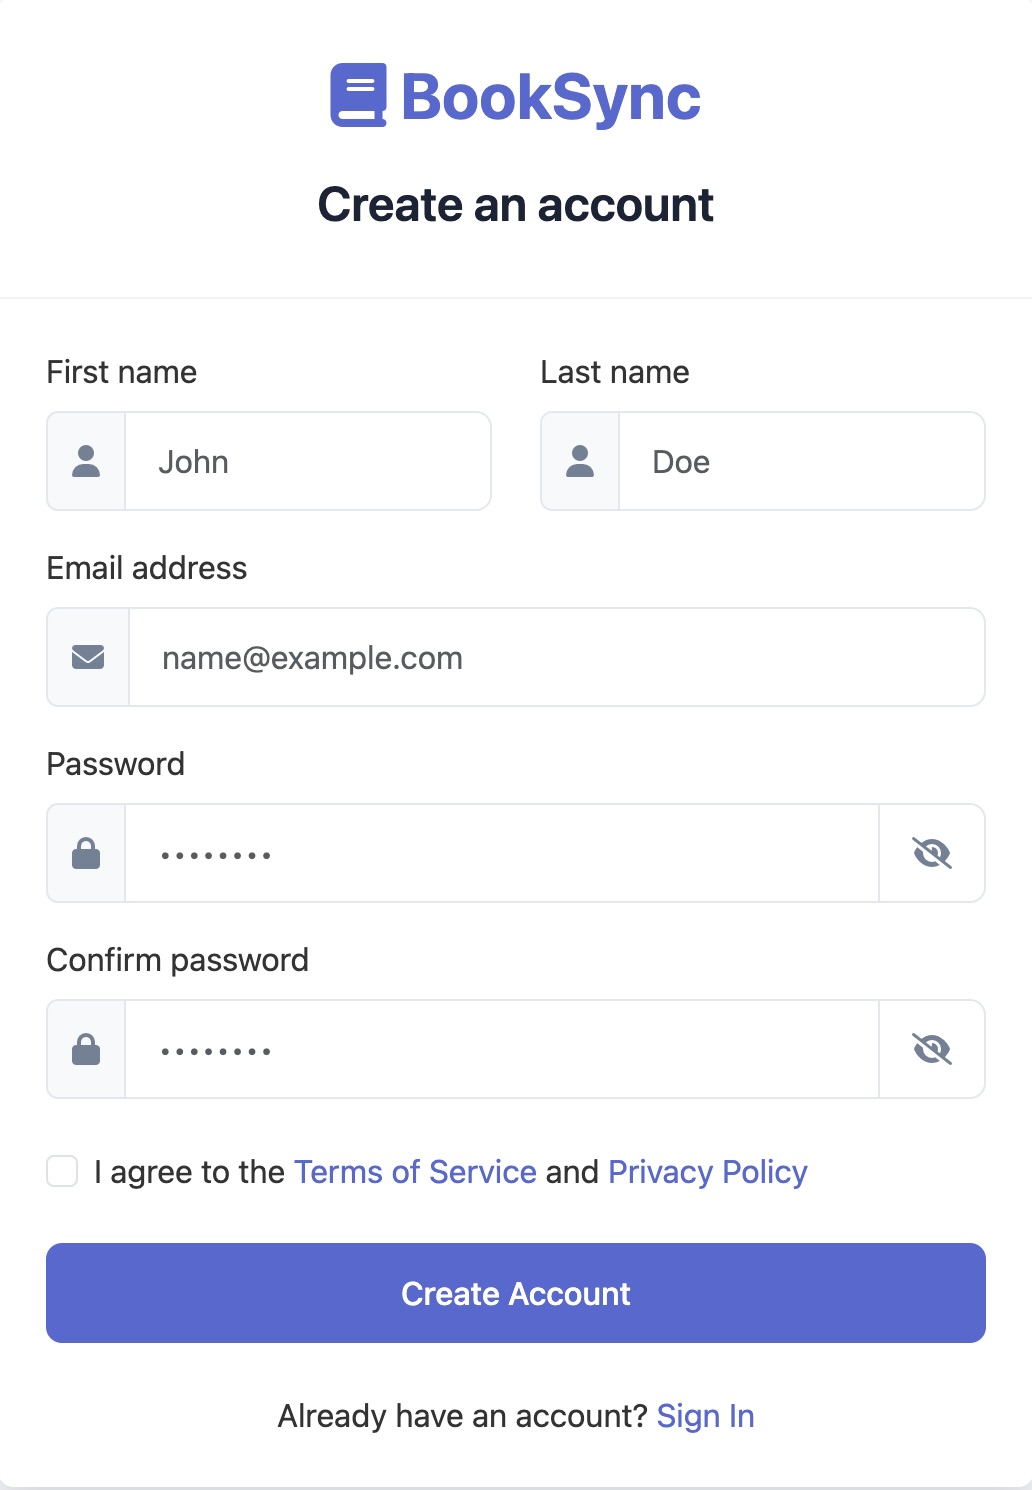 BookSync
Create an account
First name
Last name
John
Doe
Email address
name@example.com
Password
••••••••
Confirm password
••••••••
I agree to the Terms of Service and Privacy Policy
Create Account
Already have an account? Sign In